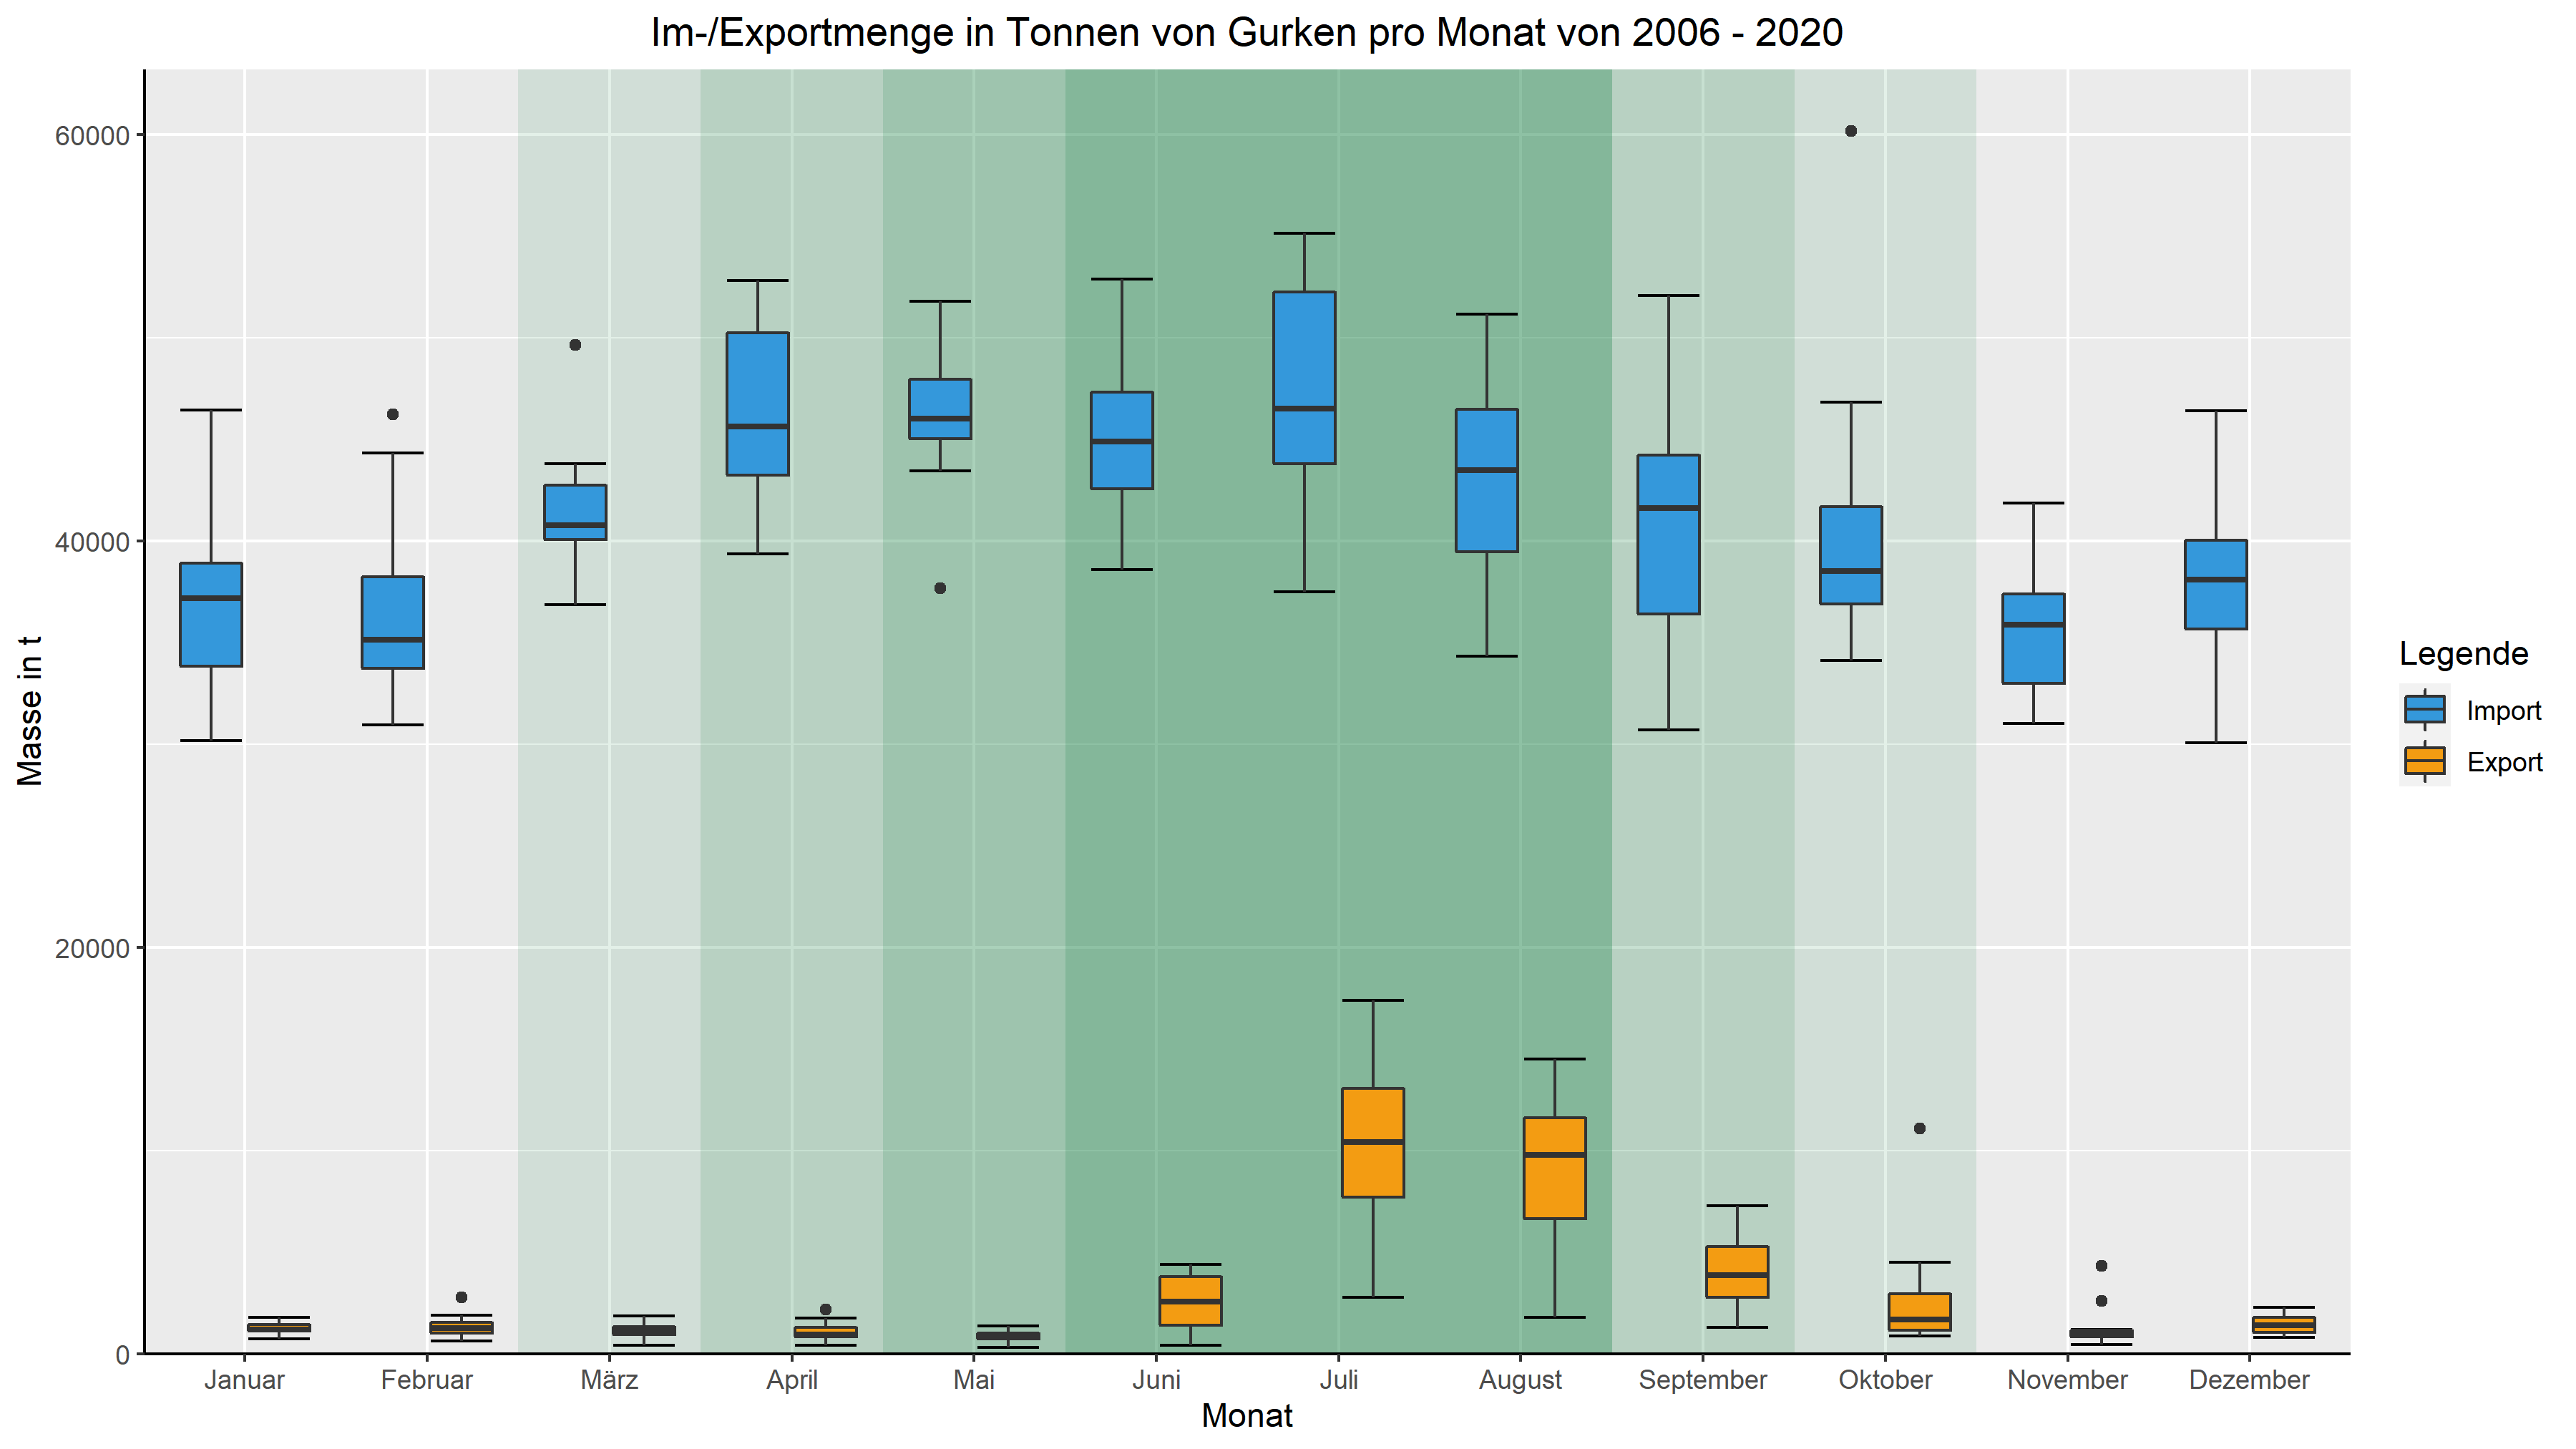 Im-/Exportmenge in Tonnen von Gurken pro Monat von 2006 - 2020
60000
40000
20000
0
Masse in t
Januar Februar März April Mai Juni Juli August September Oktober November Dezember
Monat
Legende
Import
Export